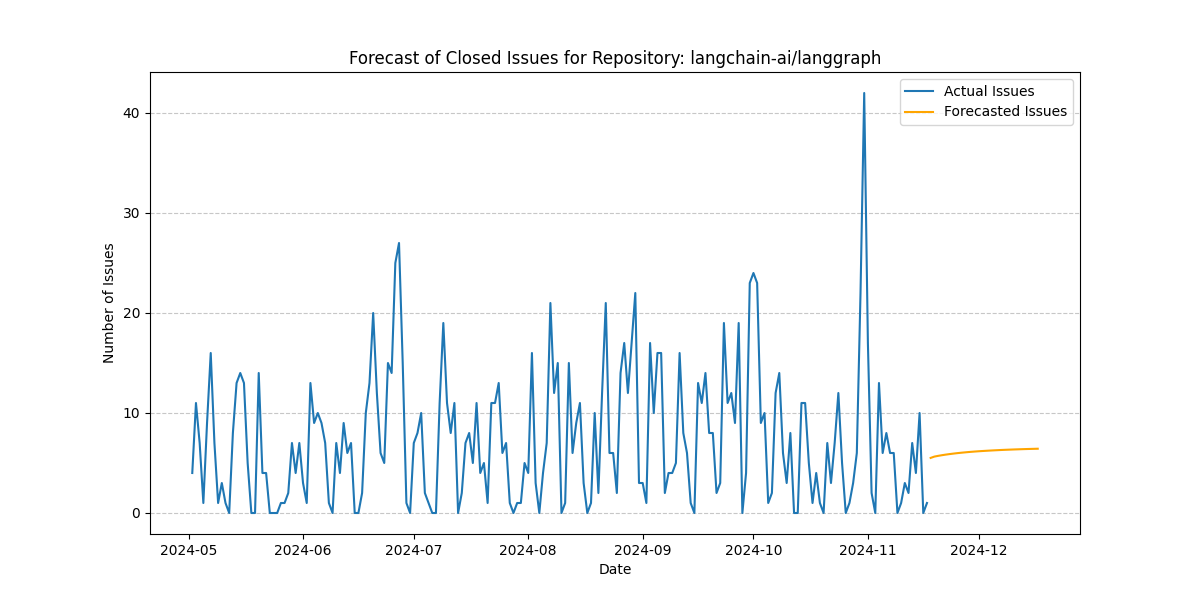 Forecast of Closed Issues for Repository: langchain-ai/langgraph
Actual Issues
Forecasted Issues
Number of Issues
40
30
20
10
0
2024-05 2024-06 2024-07 2024-08 2024-09 2024-10 2024-11 2024-12
Date